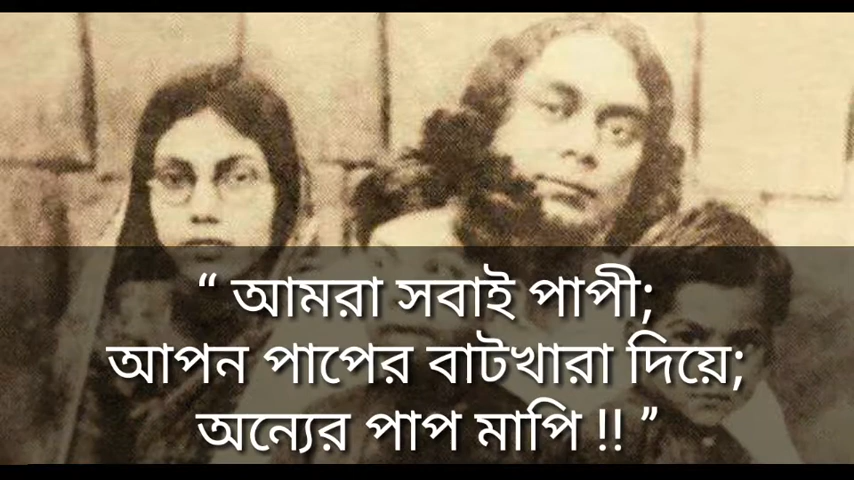 “ আমরা সবাই পাপী;
আপন পাপের বাটখারা দিয়ে;
অন্যের পাপ মাপি !! ”